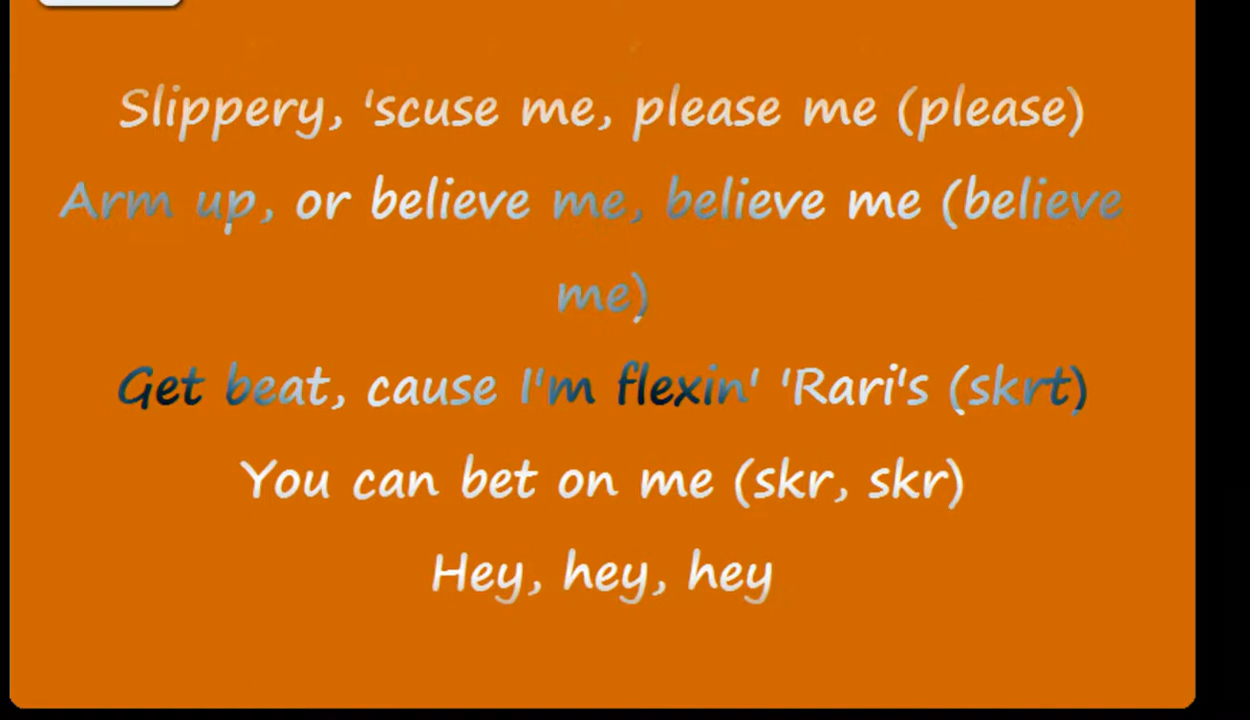 Slippery, 'scuse me, please me (please)
Arm up, or believe me, believe me (believe
me)
Get beat, cause I'm flexin' 'Rari's (skrt)
You can bet on me (skr, skr)
Hey, hey, hey